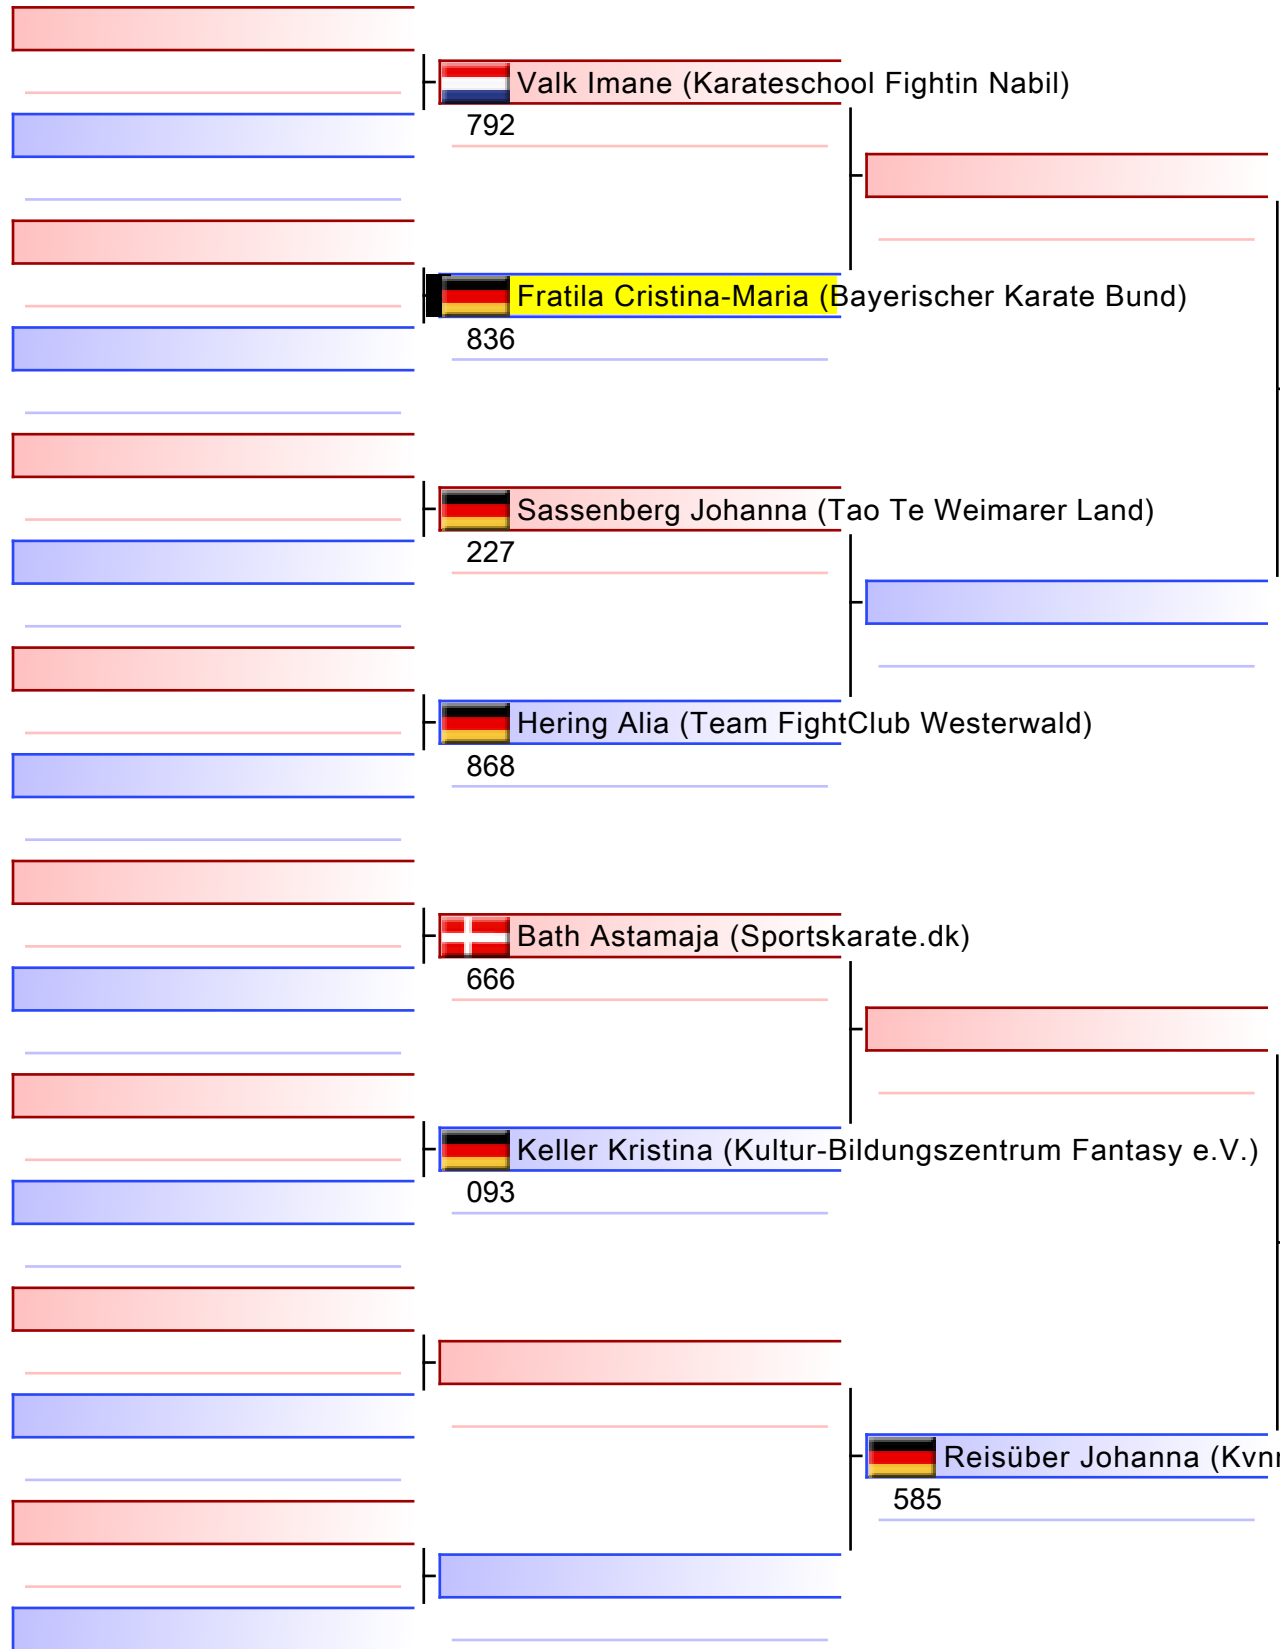 Valk Imane (Karateschool Fightin Nabil)
792
Fratila Cristina-Maria (Bayerischer Karate Bund)
836
Sassenberg Johanna (Tao Te Weimarer Land)
227
Hering Alia (Team FightClub Westerwald)
868
Bath Astamaja (Sportskarate.dk)
666
Keller Kristina (Kultur-Bildungszentrum Fantasy e.V.)
093
Reisüber Johanna
585